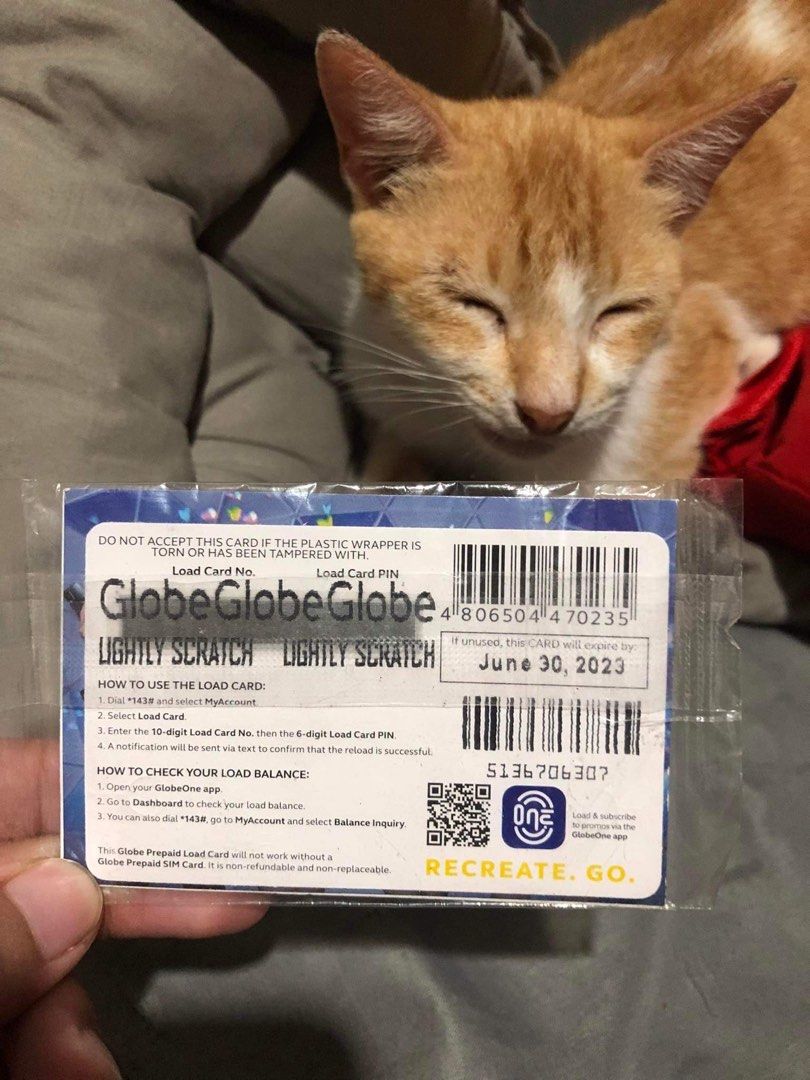 DO NOT ACCEPT THIS CARD IF THE PLASTIC WRAPPER IS
TORN OR HAS BEEN TAMPERED WITH.
Load Card No. Load Card PIN
GlobeGlobeGlobe
LIGHTLY SCRATCH LIGHTLY SCRATCH
4 806504 470235
If unused, this CARD will expire by:
June 30, 2023
HOW TO USE THE LOAD CARD:
1. Dial *143# and select MyAccount
2. Select Load Card.
3. Enter the 10-digit Load Card No. then the 6-digit Load Card PIN.
4. A notification will be sent via text to confirm that the reload is successful.
5136706307
HOW TO CHECK YOUR LOAD BALANCE:
1. Open your GlobeOne app.
2. Go to Dashboard to check your load balance.
3. You can also dial *143#, go to MyAccount and select Balance Inquiry.
ONE
Load & subscribe
to promos via the
GlobeOne app
This Globe Prepaid Load Card will not work without a
Globe Prepaid SIM Card. It is non-refundable and non-replaceable.
RECREATE. GO.